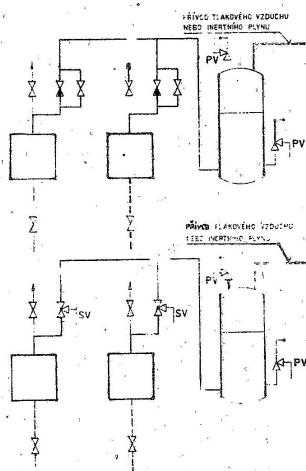 PŘÍVOD TLAKOVÉHO VZDUCHU
NEBO INERTNÍHO PLYNU
PV
PV
PŘÍVOD TLAKOVÉHO VZDUCHU
NEBO INERTNÍHO PLYNU
PV
SV
SV
PV